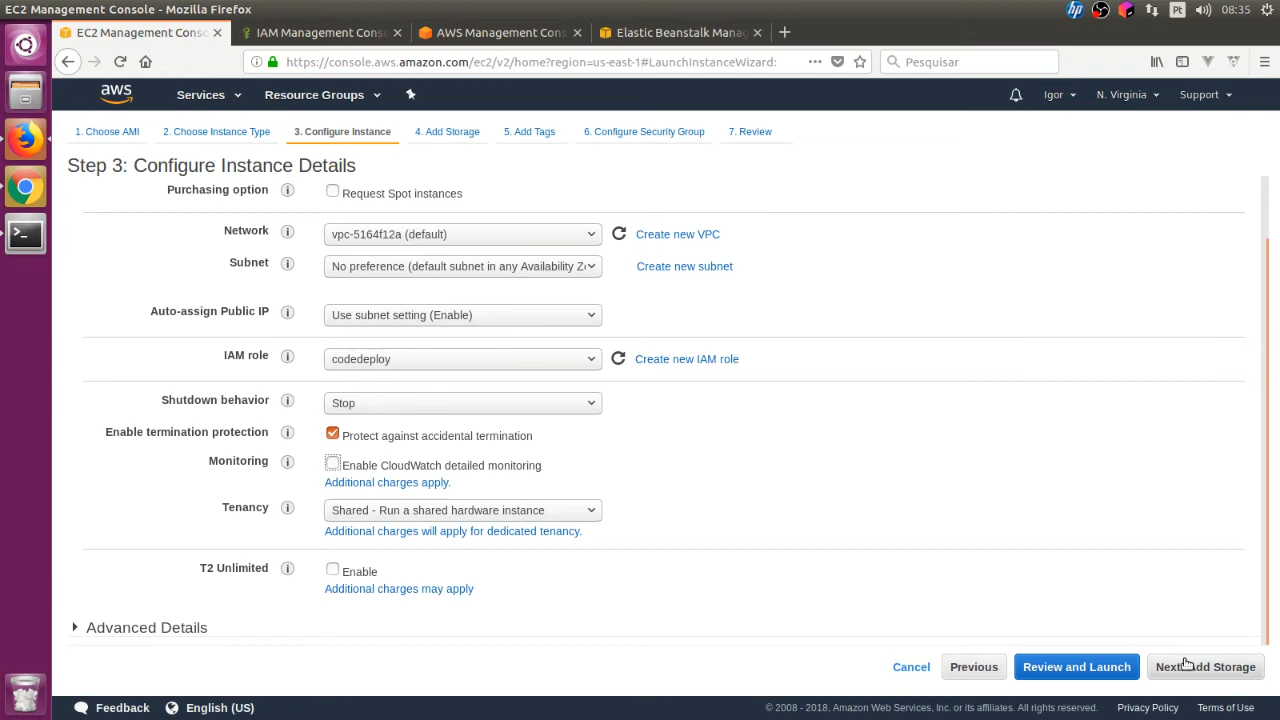 EC2 Management Console - Mozilla Firefox
Pt
08:35
EC2 Management Conso
IAM Management Conso
AWS Management Cons
Elastic Beanstalk Manag
https://console.aws.amazon.com/ec2/v2/home?region=us-east-1#LaunchInstanceWizard:
Pesquisar
aws
Services
Resource Groups
Igor
N. Virginia
Support
1. Choose AMI
2. Choose Instance Type
3. Configure Instance
4. Add Storage
5. Add Tags
6. Configure Security Group
7. Review
Step 3: Configure Instance Details
Purchasing option
Request Spot instances
Network
vpc-5164f12a (default)
Create new VPC
Subnet
No preference (default subnet in any Availability Z
Create new subnet
Auto-assign Public IP
Use subnet setting (Enable)
IAM role
codedeploy
Create new IAM role
Shutdown behavior
Stop
Enable termination protection
Protect against accidental termination
Monitoring
Enable CloudWatch detailed monitoring
Additional charges apply.
Tenancy
Shared - Run a shared hardware instance
Additional charges will apply for dedicated tenancy.
T2 Unlimited
Enable
Additional charges may apply
Advanced Details
Cancel
Previous
Review and Launch
Next: Add Storage
Feedback
English (US)
© 2008 - 2018, Amazon Web Services, Inc. or its affiliates. All rights reserved.
Privacy Policy
Terms of Use